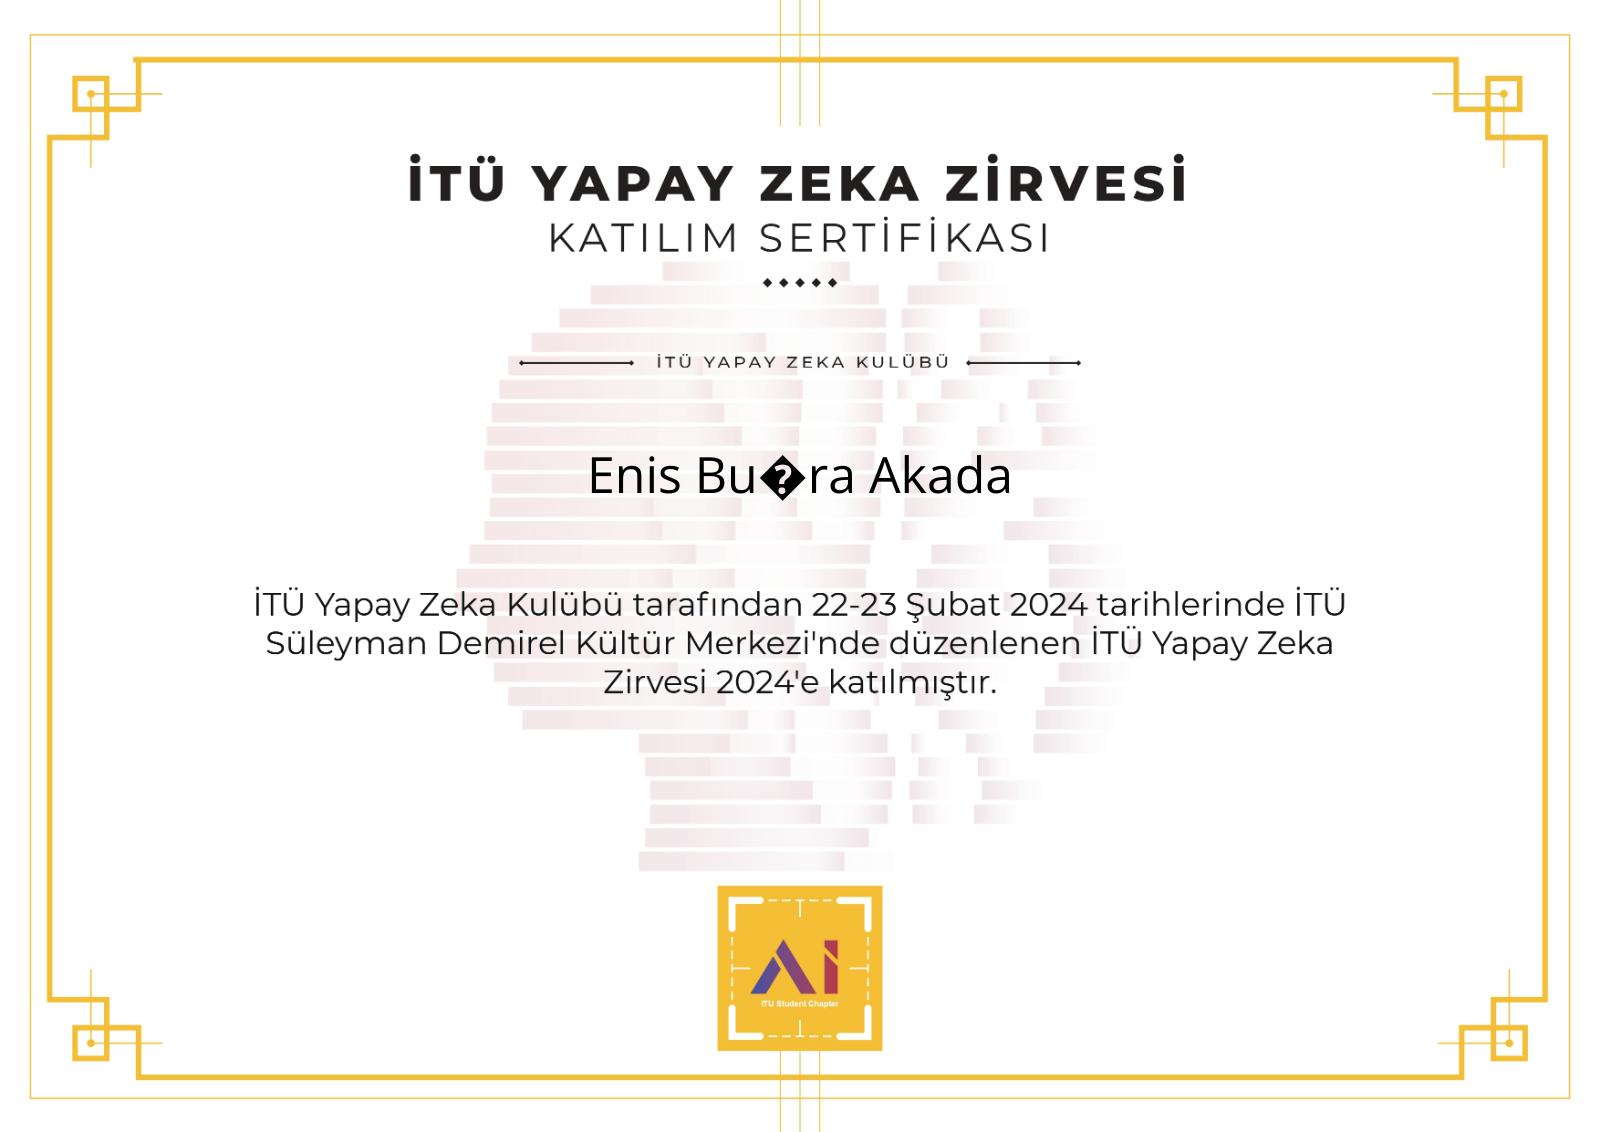 İTÜ YAPAY ZEKA ZİRVESİ
KATILIM SERTİFİKASI
İTÜ YAPAY ZEKA KULÜBÜ
Enis Bu�ra Akada
İTÜ Yapay Zeka Kulübü tarafından 22-23 Şubat 2024 tarihlerinde İTÜ
Süleyman Demirel Kültür Merkezi'nde düzenlenen İTÜ Yapay Zeka
Zirvesi 2024'e katılmıştır.
Ai
ITU Student Chapter